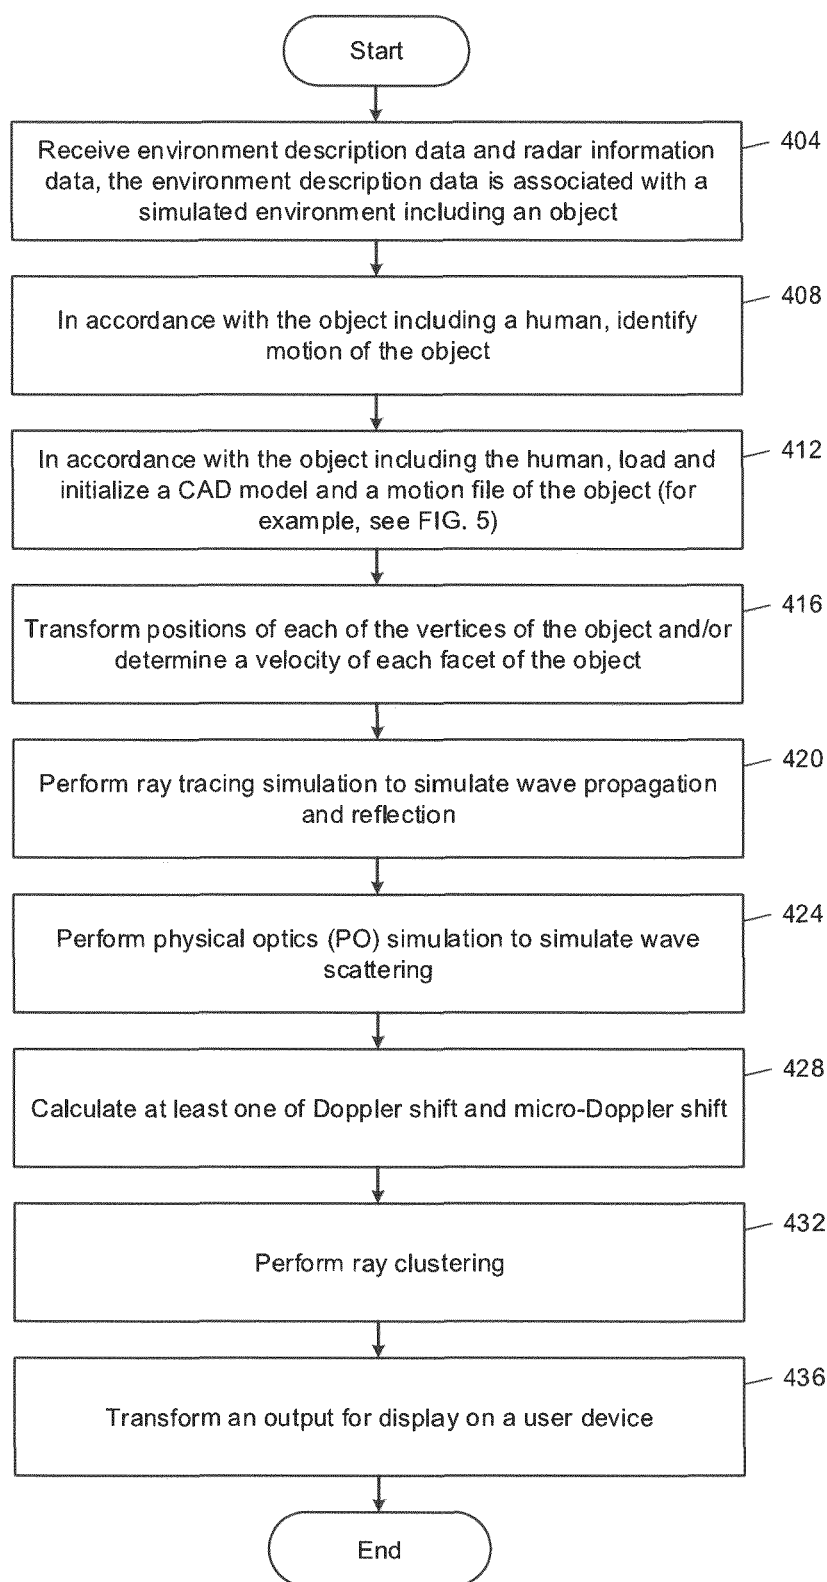 Start
404
Receive environment description data and radar information
data, the environment description data is associated with a
simulated environment including an object
408
In accordance with the object including a human, identify
motion of the object
412
In accordance with the object including the human, load and
initialize a CAD model and a motion file of the object (for
example, see FIG. 5)
416
Transform positions of each of the vertices of the object and/or
determine a velocity of each facet of the object
420
Perform ray tracing simulation to simulate wave propagation
and reflection
424
Perform physical optics (PO) simulation to simulate wave
scattering
428
Calculate at least one of Doppler shift and micro-Doppler shift
432
Perform ray clustering
436
Transform an output for display on a user device
End